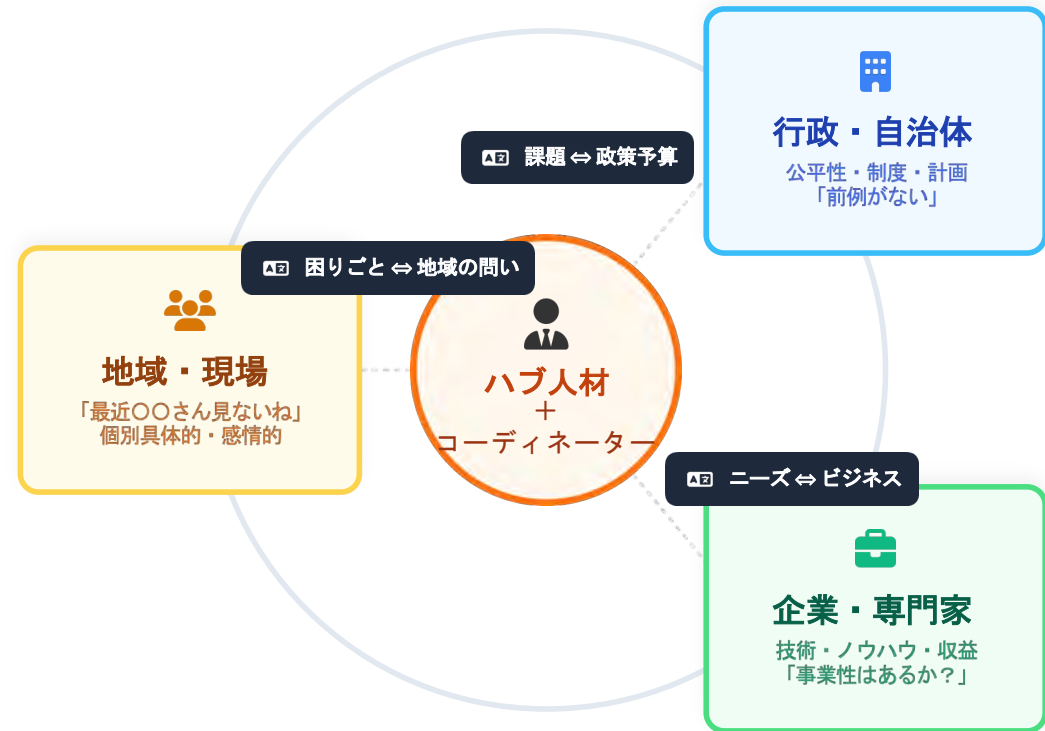 行政・自治体
公平性・制度・計画
「前例がない」
課題 ⇔ 政策予算
困りごと ⇔ 地域の問い
地域・現場
「最近〇〇さん見ないね」
個別具体的・感情的
ハブ人材
+
コーディネーター
ニーズ ⇔ ビジネス
企業・専門家
技術・ノウハウ・収益
「事業性はあるか？」